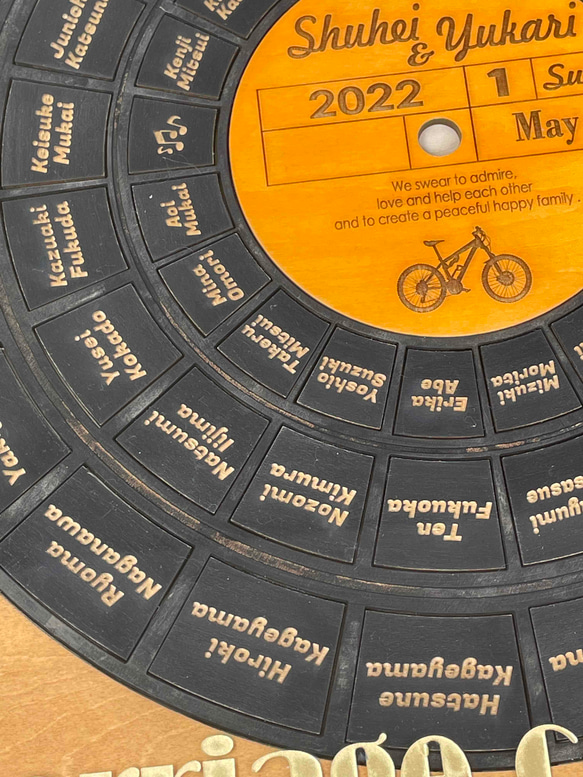 Shuhei
& Yukari
2022
1
May
We swear to admire,
love and help each other
and to create a peaceful happy family .
Kenji
Mitsui
Aoi
Mukai
Mina
Omori
Takeru
Mitsui
Yoshio
Suzuki
Erika
Abe
Mizuki
Morita
Keisuke
Mukai
Kazuaki
Fukuda
Yusei
Kokado
Natsumi
Iijima
Nozomi
Kimura
Ten
Fukuoka
Ryoma
Naganawa
Hiroki
Kageyama
Hatsune
Kageyama